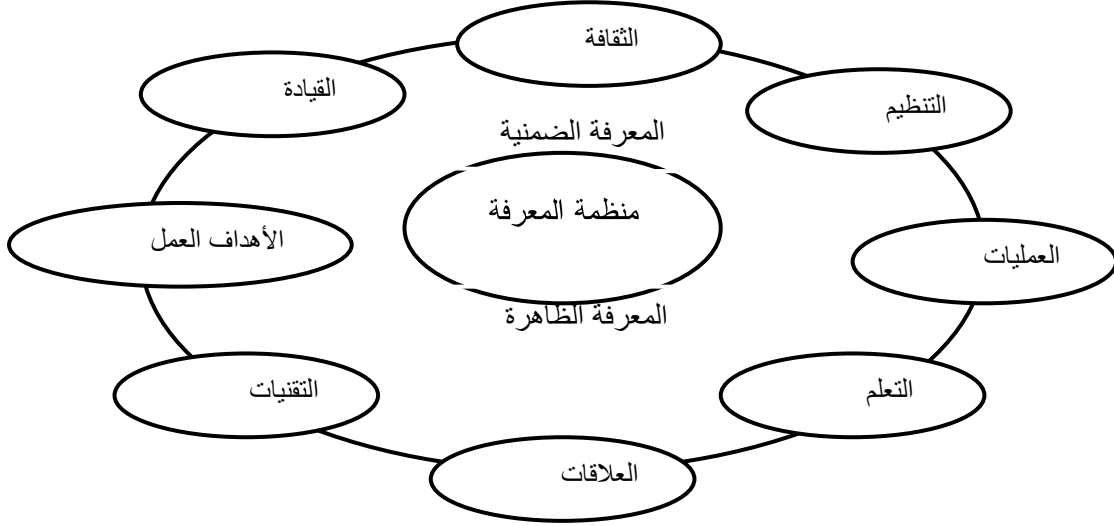 الثقافة
القيادة
التنظيم
المعرفة الضمنية
منظمة المعرفة
الأهداف العمل
العمليات
المعرفة الظاهرة
التقنيات
التعلم
العلاقات